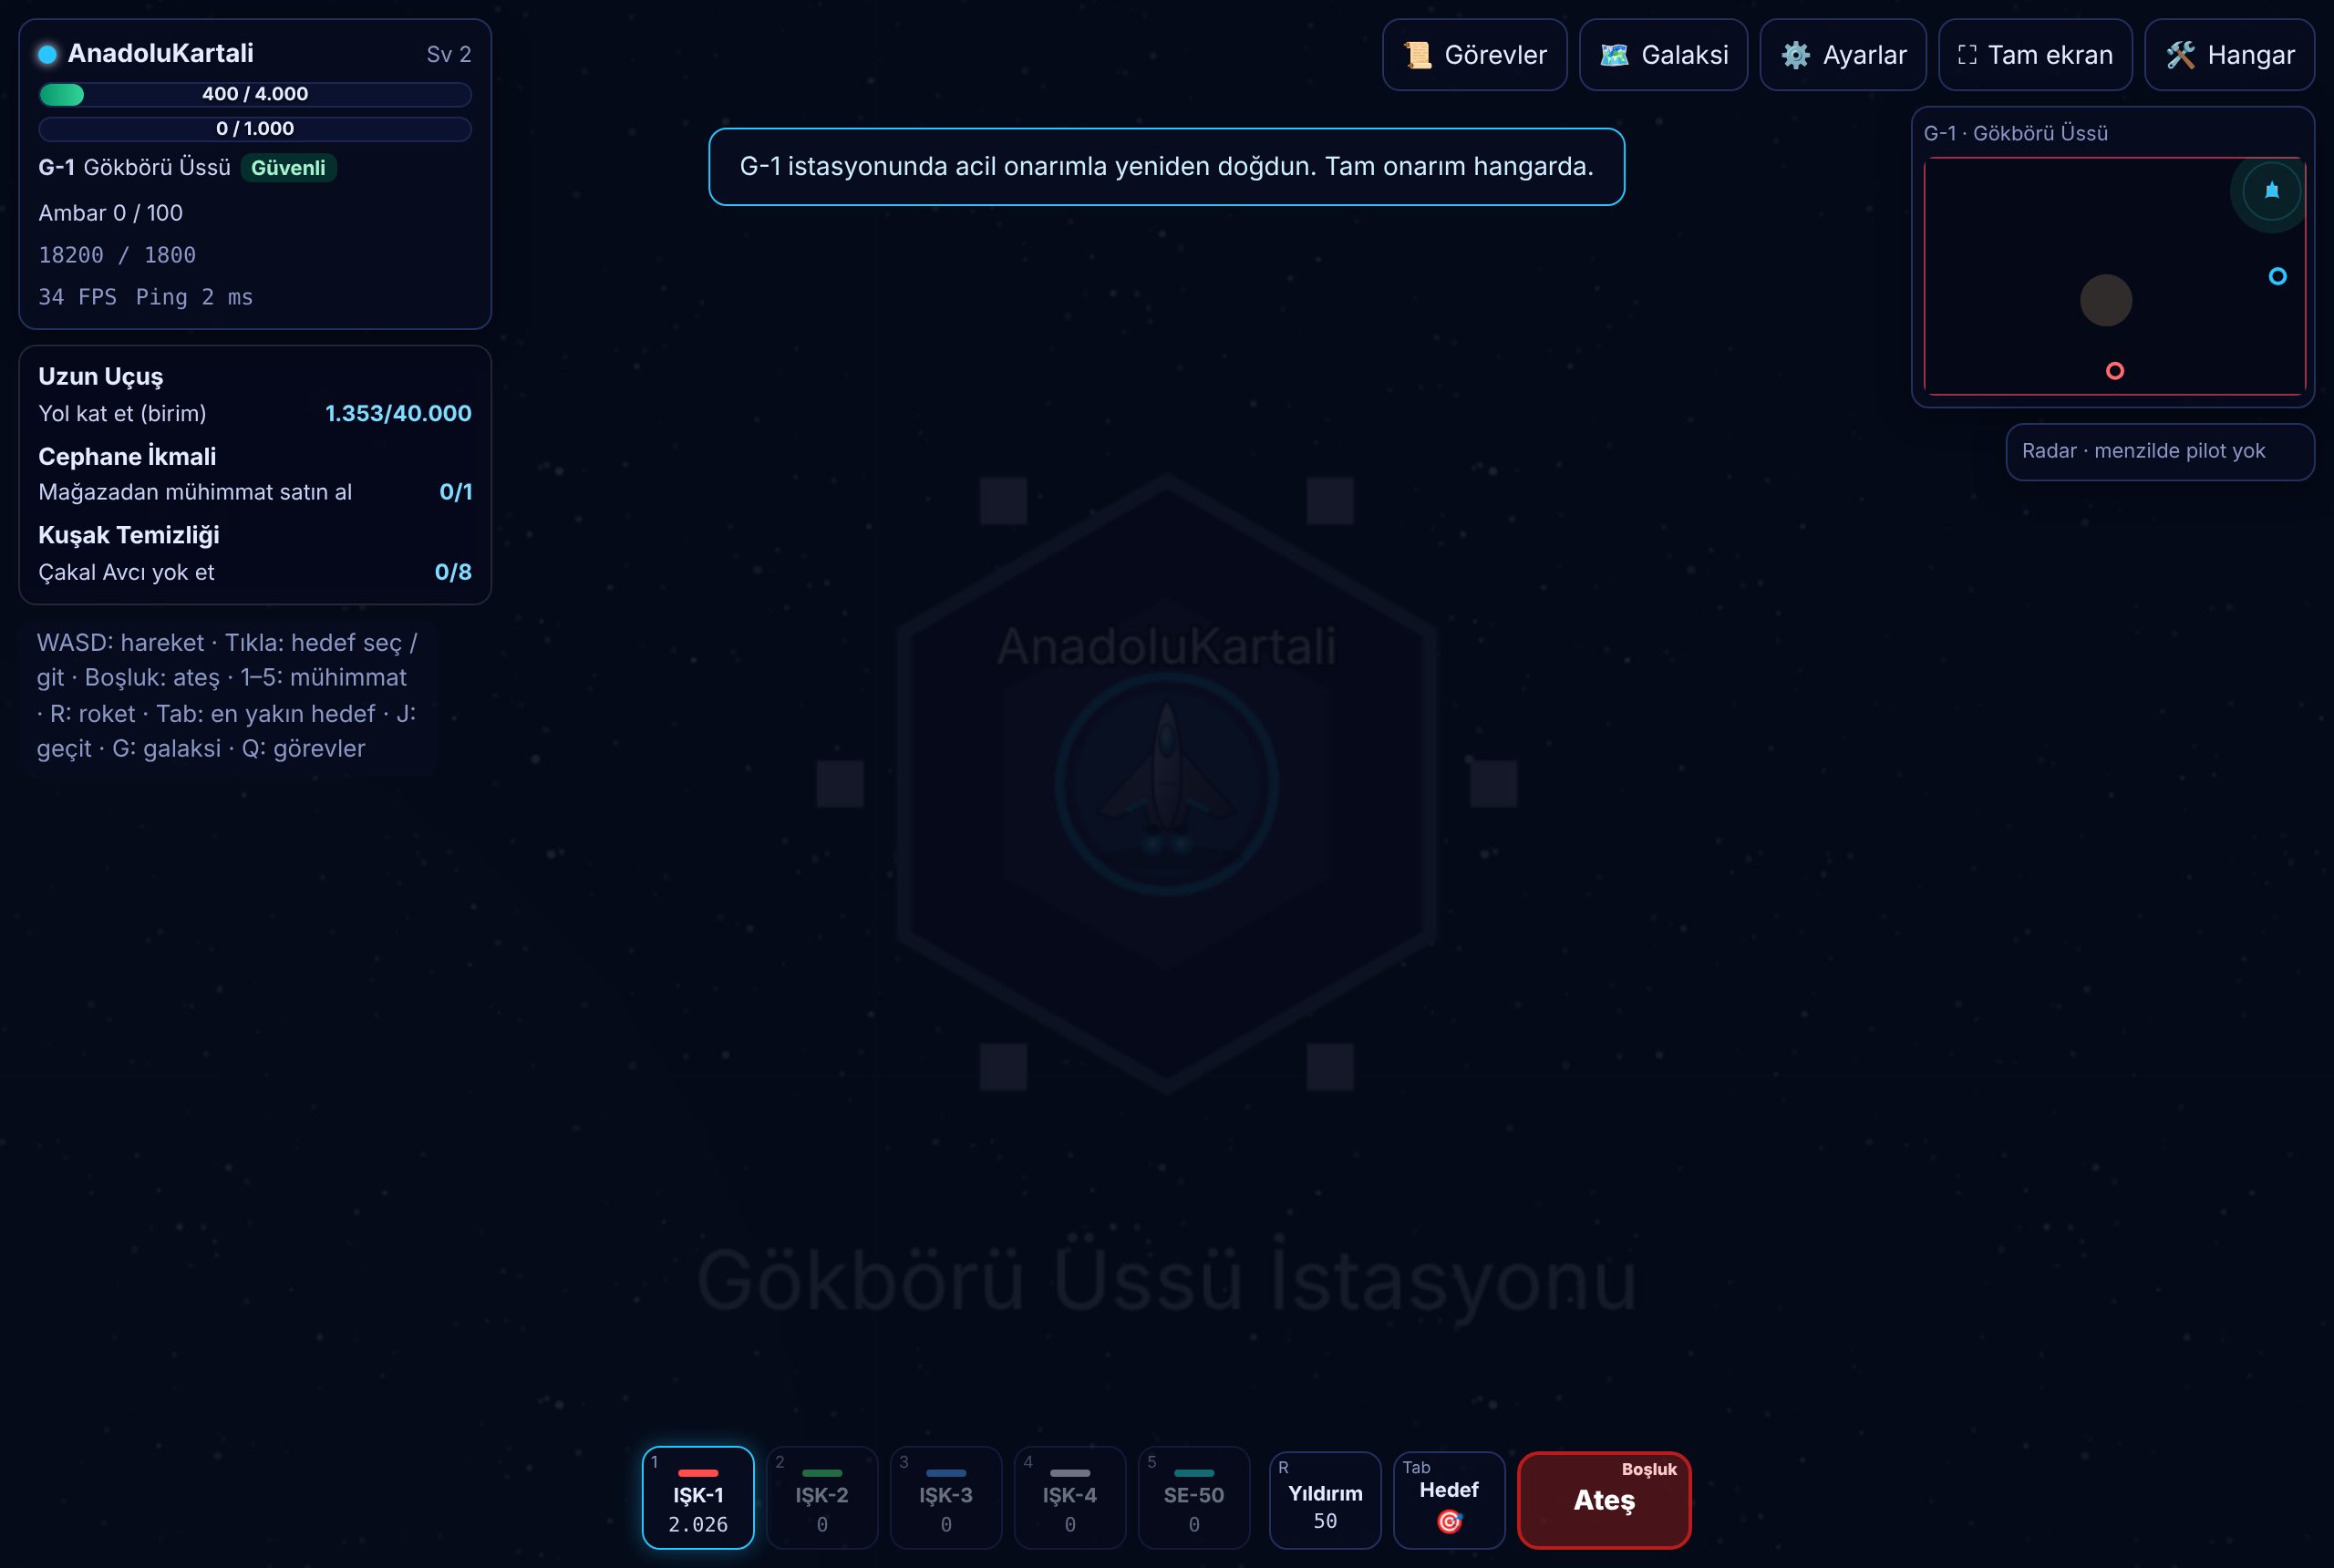 AnadoluKartali Sv 2
400 / 4.000
0 / 1.000
G-1 Gökbörü Üssü Güvenli
Ambar 0 / 100
18200 / 1800
34 FPS Ping 2 ms
Uzun Uçuş
Yol kat et (birim) 1.353/40.000
Cephane İkmali
Mağazadan mühimmat satın al 0/1
Kuşak Temizliği
Çakal Avcı yok et 0/8
WASD: hareket · Tıkla: hedef seç /
git · Boşluk: ateş · 1–5: mühimmat
· R: roket · Tab: en yakın hedef · J:
geçit · G: galaksi · Q: görevler
Görevler
Galaksi
Ayarlar
Tam ekran
Hangar
G-1 istasyonunda acil onarımla yeniden doğdun. Tam onarım hangarda.
G-1 · Gökbörü Üssü
Radar · menzilde pilot yok
AnadoluKartali
Gökbörü Üssü İstasyonu
1
IŞK-1
2.026
2
IŞK-2
0
3
IŞK-3
0
4
IŞK-4
0
5
SE-50
0
R
Yıldırım
50
Tab
Hedef
Boşluk
Ateş